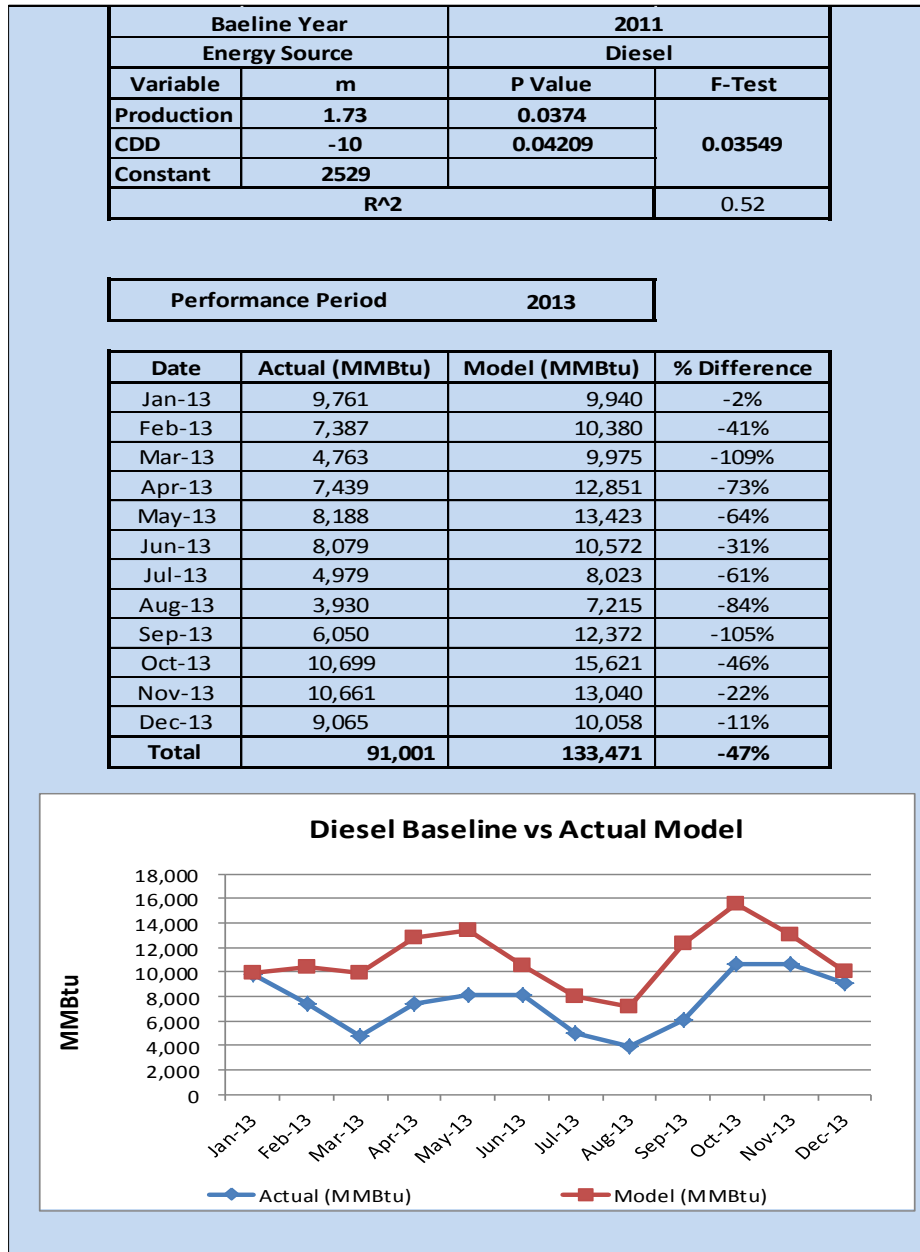 Baeline Year 2011
Energy Source Diesel
Variable m P Value F-Test
Production 1.73 0.0374
CDD -10 0.04209 0.03549
Constant 2529
R^2 0.52
Performance Period 2013
Date Actual (MMBtu) Model (MMBtu) % Difference
Jan-13 9,761 9,940 -2%
Feb-13 7,387 10,380 -41%
Mar-13 4,763 9,975 -109%
Apr-13 7,439 12,851 -73%
May-13 8,188 13,423 -64%
Jun-13 8,079 10,572 -31%
Jul-13 4,979 8,023 -61%
Aug-13 3,930 7,215 -84%
Sep-13 6,050 12,372 -105%
Oct-13 10,699 15,621 -46%
Nov-13 10,661 13,040 -22%
Dec-13 9,065 10,058 -11%
Total 91,001 133,471 -47%
Diesel Baseline vs Actual Model
MMBtu
18,000
16,000
14,000
12,000
10,000
8,000
6,000
4,000
2,000
0
Jan-13 Feb-13 Mar-13 Apr-13 May-13 Jun-13 Jul-13 Aug-13 Sep-13 Oct-13 Nov-13 Dec-13
Actual (MMBtu) Model (MMBtu)